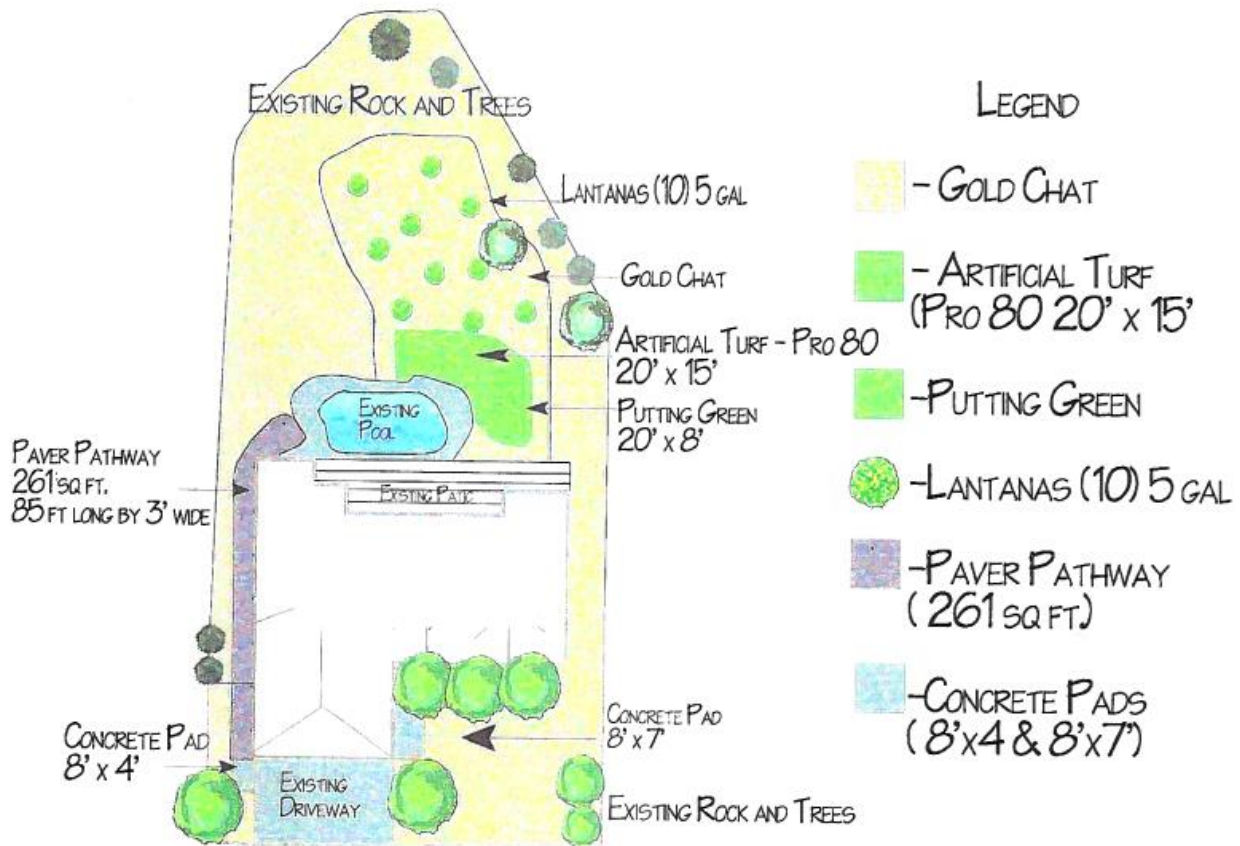 EXISTING ROCK AND TREES
LANTANAS (10) 5 GAL
GOLD CHAT
ARTIFICIAL TURF - PRO 80
20' X 15'
PUTTING GREEN
20' X 8'
EXISTING
POOL
EXISTING PATIO
PAVER PATHWAY
261 SQ FT.
85 FT LONG BY 3' WIDE
CONCRETE PAD
8' X 4'
CONCRETE PAD
8' X 7'
EXISTING
DRIVEWAY
EXISTING ROCK AND TREES
LEGEND
- GOLD CHAT
- ARTIFICIAL TURF
(PRO 80 20' X 15'
-PUTTING GREEN
-LANTANAS (10) 5 GAL
-PAVER PATHWAY
( 261 SQ FT.)
-CONCRETE PADS
( 8'X4 & 8'X7')